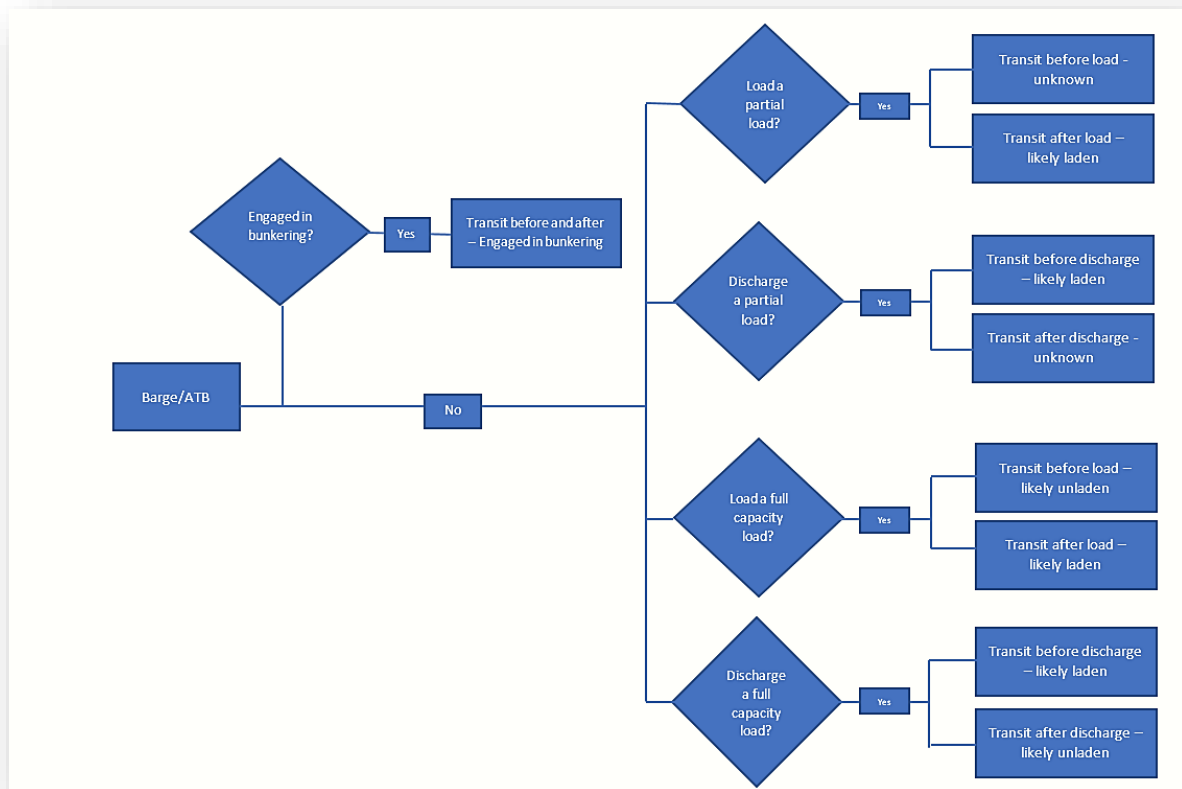 Load a
partial
load?
Yes
Transit before load -
unknown
Transit after load –
likely laden
Engaged in
bunkering?
Yes
Transit before and after
– Engaged in bunkering
Discharge
a partial
load?
Yes
Transit before discharge
– likely laden
Transit after discharge -
unknown
Barge/ATB
No
Load a full
capacity
load?
Yes
Transit before load –
likely unladen
Transit after load –
likely laden
Discharge
a full
capacity
load?
Yes
Transit before discharge
– likely laden
Transit after discharge –
likely unladen